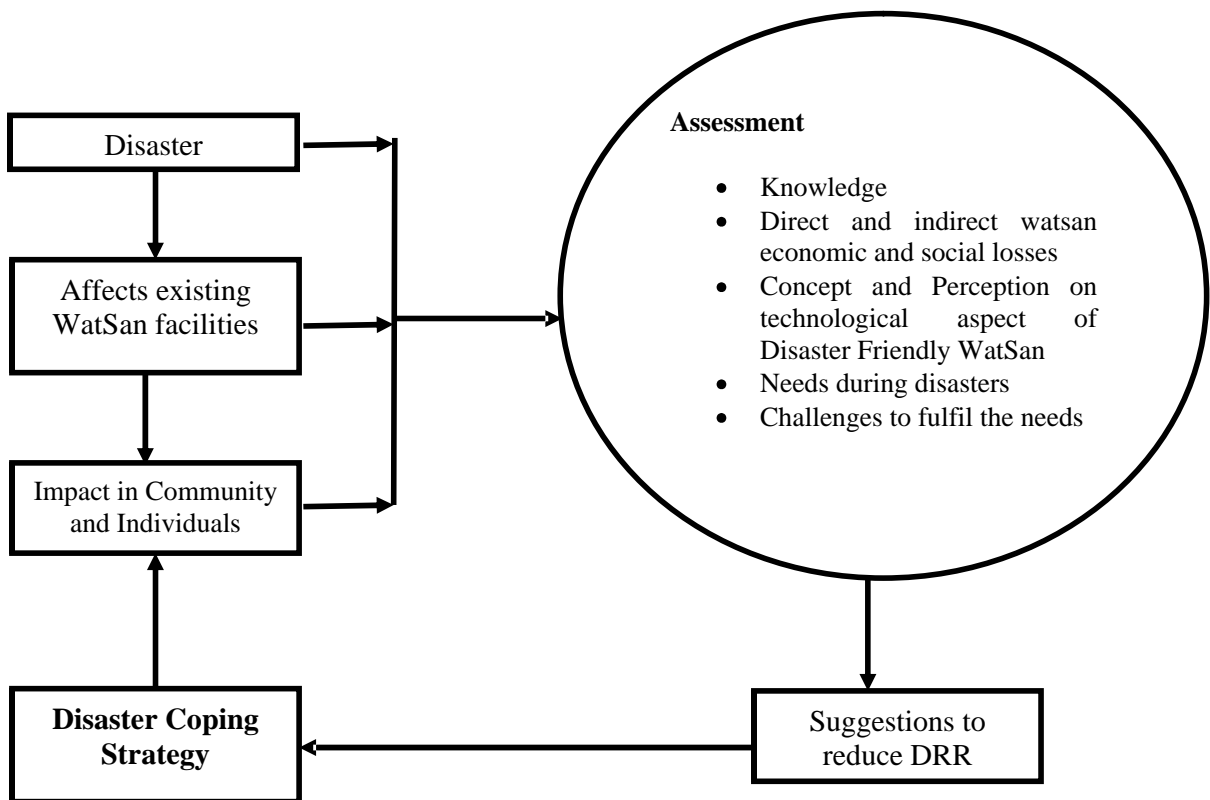 Disaster
Affects existing
WatSan facilities
Impact in Community
and Individuals
Disaster Coping
Strategy
Assessment
• Knowledge
• Direct and indirect watsan
economic and social losses
• Concept and Perception on
technological aspect of
Disaster Friendly WatSan
• Needs during disasters
• Challenges to fulfil the needs
Suggestions to
reduce DRR